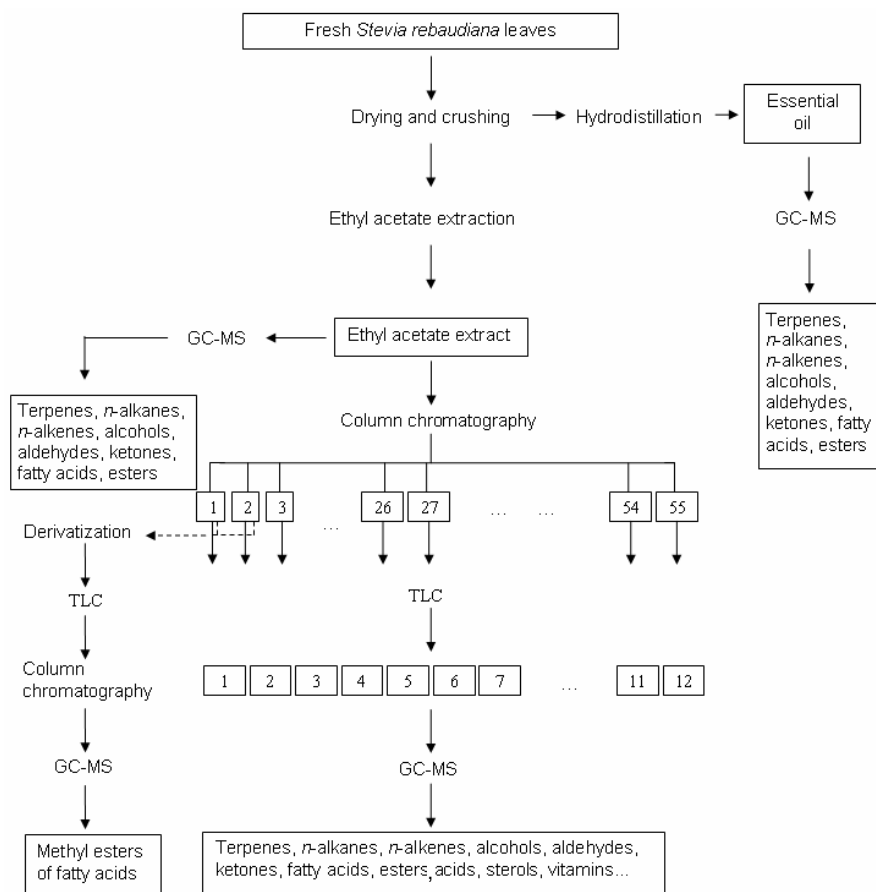 Fresh Stevia rebaudiana leaves
Drying and crushing
Hydrodistillation
Essential
oil
Ethyl acetate extraction
GC-MS
Terpenes,
n-alkanes,
n-alkenes,
alcohols,
aldehydes,
ketones, fatty
acids, esters
GC-MS
Ethyl acetate extract
Terpenes, n-alkanes,
n-alkenes, alcohols,
aldehydes, ketones,
fatty acids, esters
Column chromatography
1 2 3 ... 26 27 ... ... 54 55
Derivatization
TLC
TLC
Column
chromatography
1 2 3 4 5 6 7 ... 11 12
GC-MS
GC-MS
Methyl esters
of fatty acids
Terpenes, n-alkanes, n-alkenes, alcohols, aldehydes,
ketones, fatty acids, esters, acids, sterols, vitamins...